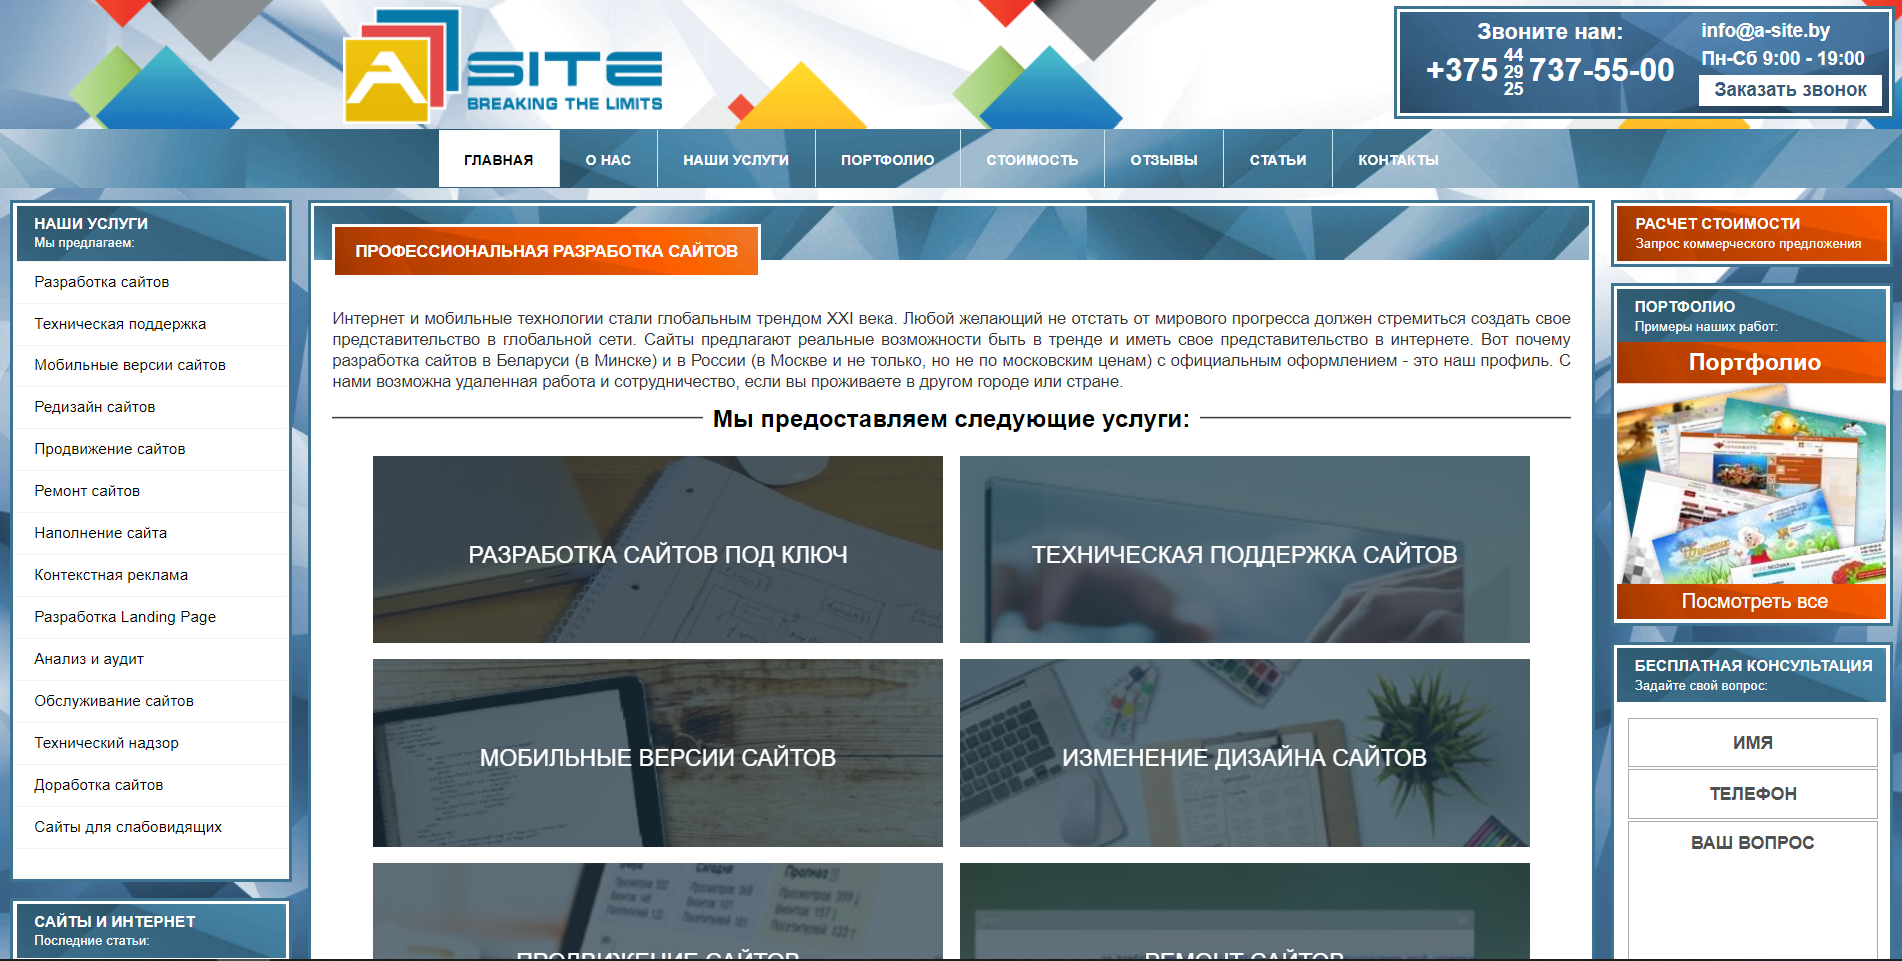 A SITE
BREAKING THE LIMITS
Звоните нам:
+375 44 29 25 737-55-00
info@a-site.by
Пн-Сб 9:00 - 19:00
Заказать звонок
ГЛАВНАЯ
О НАС
НАШИ УСЛУГИ
ПОРТФОЛИО
СТОИМОСТЬ
ОТЗЫВЫ
СТАТЬИ
КОНТАКТЫ
НАШИ УСЛУГИ
Мы предлагаем:
Разработка сайтов
Техническая поддержка
Мобильные версии сайтов
Редизайн сайтов
Продвижение сайтов
Ремонт сайтов
Наполнение сайта
Контекстная реклама
Разработка Landing Page
Анализ и аудит
Обслуживание сайтов
Технический надзор
Доработка сайтов
Сайты для слабовидящих
САЙТЫ И ИНТЕРНЕТ
Последние статьи:
ПРОФЕССИОНАЛЬНАЯ РАЗРАБОТКА САЙТОВ
Интернет и мобильные технологии стали глобальным трендом XXI века. Любой желающий не отстать от мирового прогресса должен стремиться создать свое
представительство в глобальной сети. Сайты предлагают реальные возможности быть в тренде и иметь свое представительство в интернете. Вот почему
разработка сайтов в Беларуси (в Минске) и в России (в Москве и не только, но не по московским ценам) с официальным оформлением - это наш профиль. С
нами возможна удаленная работа и сотрудничество, если вы проживаете в другом городе или стране.
Мы предоставляем следующие услуги:
РАЗРАБОТКА САЙТОВ ПОД КЛЮЧ
ТЕХНИЧЕСКАЯ ПОДДЕРЖКА САЙТОВ
МОБИЛЬНЫЕ ВЕРСИИ САЙТОВ
ИЗМЕНЕНИЕ ДИЗАЙНА САЙТОВ
Сегодня
Прогноз
ПРОДВИЖЕНИЕ САЙТОВ
РЕМОНТ САЙТОВ
РАСЧЕТ СТОИМОСТИ
Запрос коммерческого предложения
ПОРТФОЛИО
Примеры наших работ:
Портфолио
Посмотреть все
БЕСПЛАТНАЯ КОНСУЛЬТАЦИЯ
Задайте свой вопрос:
ИМЯ
ТЕЛЕФОН
ВАШ ВОПРОС